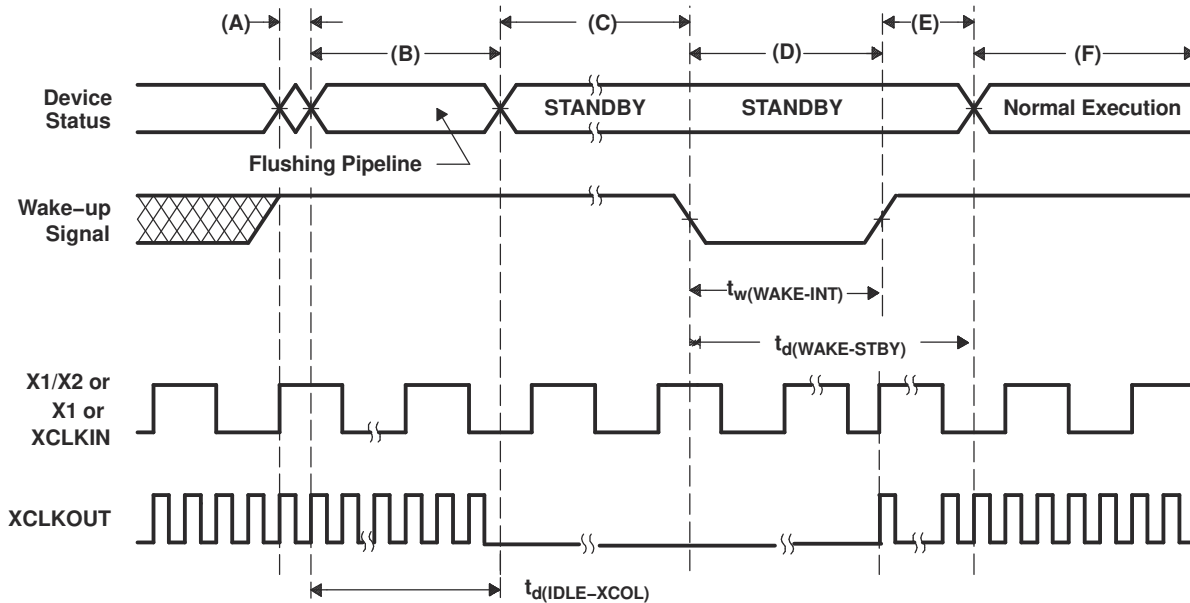 (A)
(B)
(C)
(D)
(E)
(F)
Device
Status
STANDBY
STANDBY
Normal Execution
Flushing Pipeline
Wake−up
Signal
tw(WAKE-INT)
td(WAKE-STBY)
X1/X2 or
X1 or
XCLKIN
XCLKOUT
td(IDLE−XCOL)